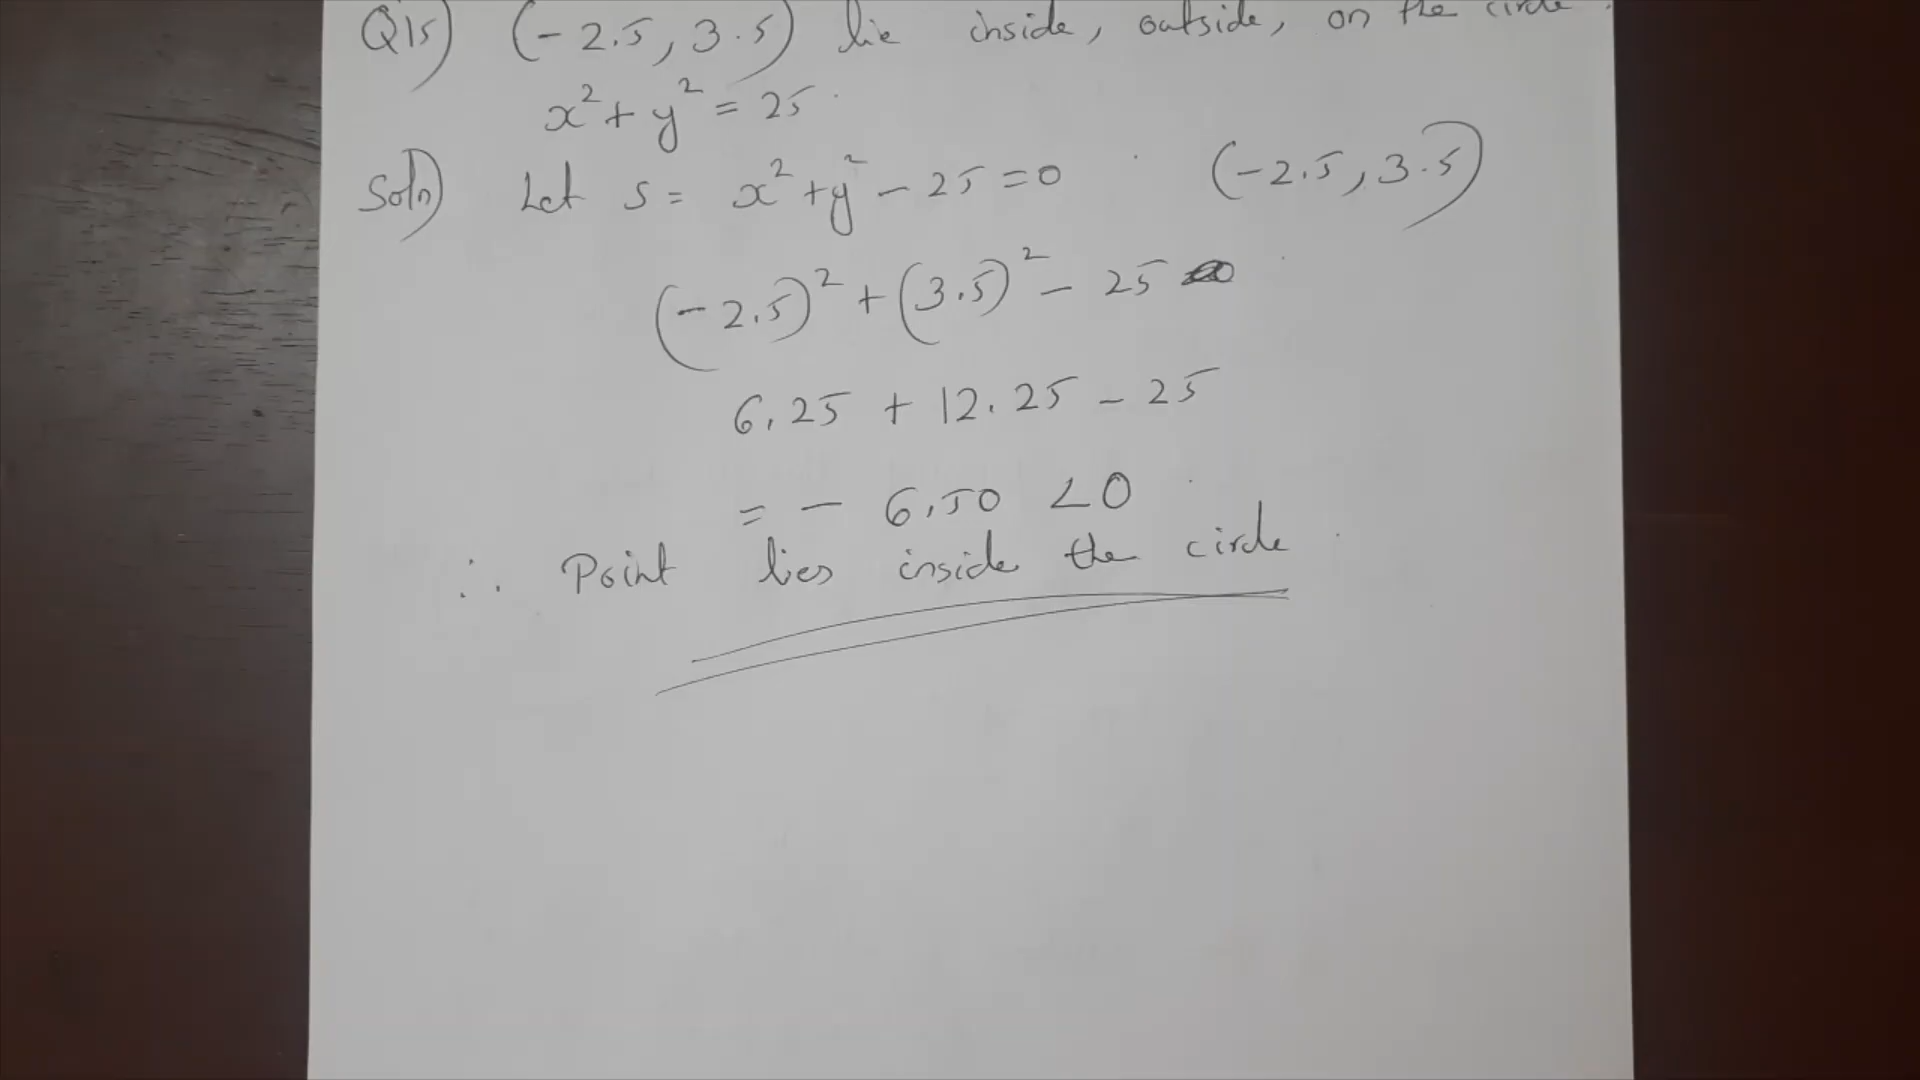 Q15) (-2.5, 3.5) lie inside, outside, on the circle.
x² + y² = 25.
Soln) Let s = x² + y² - 25 = 0 (-2.5, 3.5)
(-2.5)² + (3.5)² - 25
6.25 + 12.25 - 25
= - 6.50 < 0
∴ Point lies inside the circle.